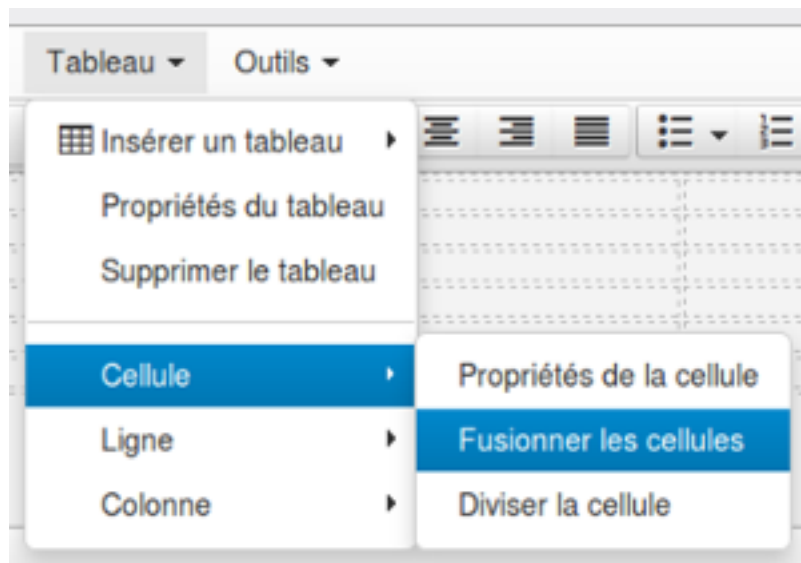 Tableau Outils
Insérer un tableau
Propriétés du tableau
Supprimer le tableau
Cellule
Ligne
Colonne
Propriétés de la cellule
Fusionner les cellules
Diviser la cellule